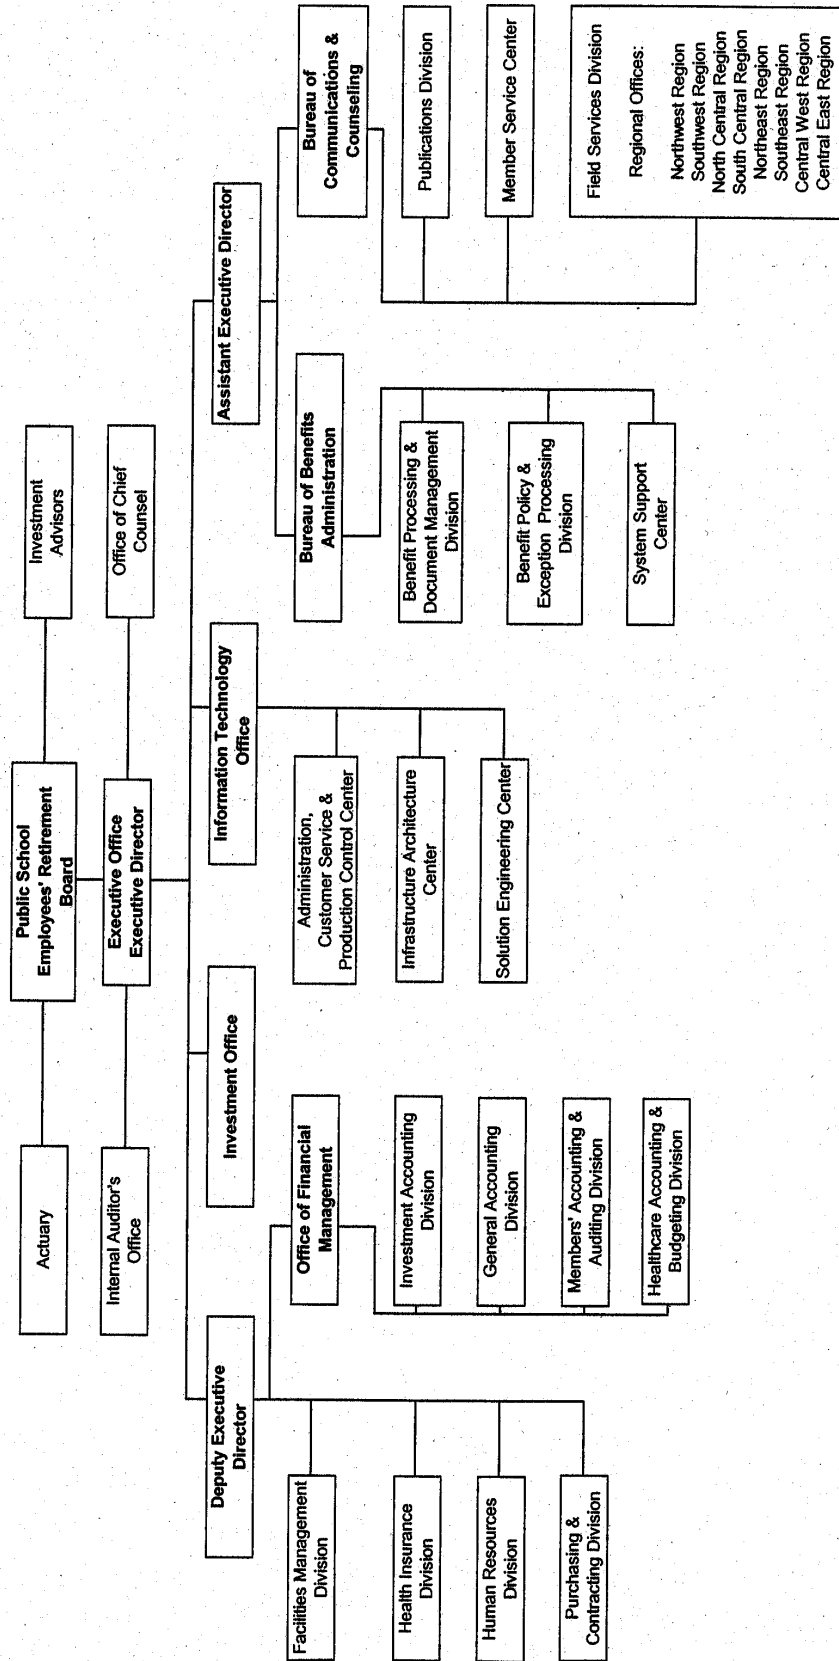 Public School
Employees' Retirement
Board
Actuary
Investment
Advisors
Executive Office
Executive Director
Internal Auditor's
Office
Office of Chief
Counsel
Deputy Executive
Director
Investment Office
Information Technology
Office
Assistant Executive Director
Facilities Management
Division
Health Insurance
Division
Human Resources
Division
Purchasing &
Contracting Division
Office of Financial
Management
Investment Accounting
Division
General Accounting
Division
Members' Accounting &
Auditing Division
Healthcare Accounting &
Budgeting Division
Administration,
Customer Service &
Production Control Center
Infrastructure Architecture
Center
Solution Engineering Center
Bureau of Benefits
Administration
Benefit Processing &
Document Management
Division
Benefit Policy &
Exception Processing
Division
System Support
Center
Bureau of
Communications &
Counseling
Publications Division
Member Service Center
Field Services Division
Regional Offices:
Northwest Region
Southwest Region
North Central Region
South Central Region
Northeast Region
Southeast Region
Central West Region
Central East Region